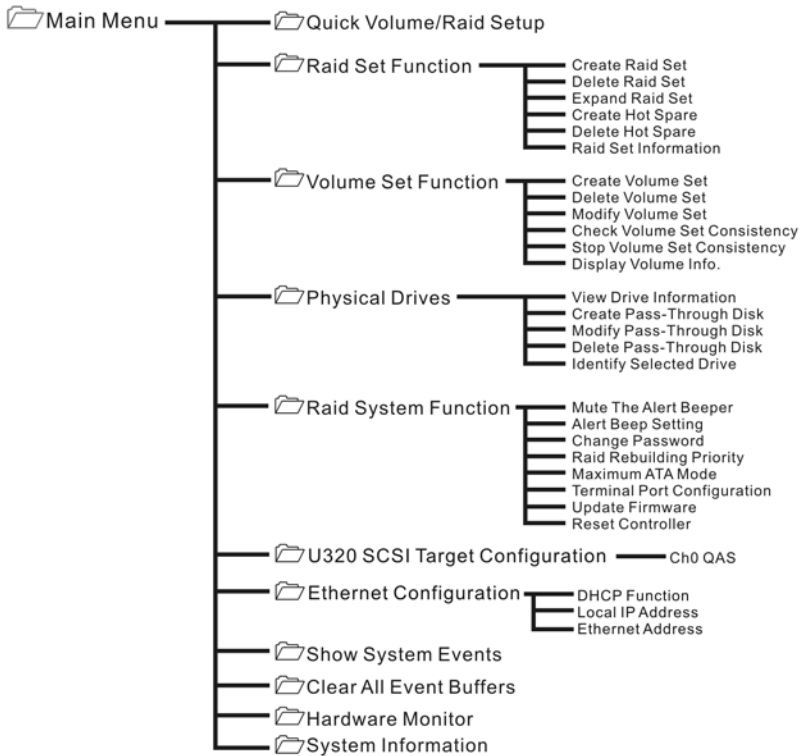 Main Menu
Quick Volume/Raid Setup
Raid Set Function
Create Raid Set
Delete Raid Set
Expand Raid Set
Create Hot Spare
Delete Hot Spare
Raid Set Information
Volume Set Function
Create Volume Set
Delete Volume Set
Modify Volume Set
Check Volume Set Consistency
Stop Volume Set Consistency
Display Volume Info.
Physical Drives
View Drive Information
Create Pass-Through Disk
Modify Pass-Through Disk
Delete Pass-Through Disk
Identify Selected Drive
Raid System Function
Mute The Alert Beeper
Alert Beep Setting
Change Password
Raid Rebuilding Priority
Maximum ATA Mode
Terminal Port Configuration
Update Firmware
Reset Controller
U320 SCSI Target Configuration
Ch0 QAS
Ethernet Configuration
DHCP Function
Local IP Address
Ethernet Address
Show System Events
Clear All Event Buffers
Hardware Monitor
System Information